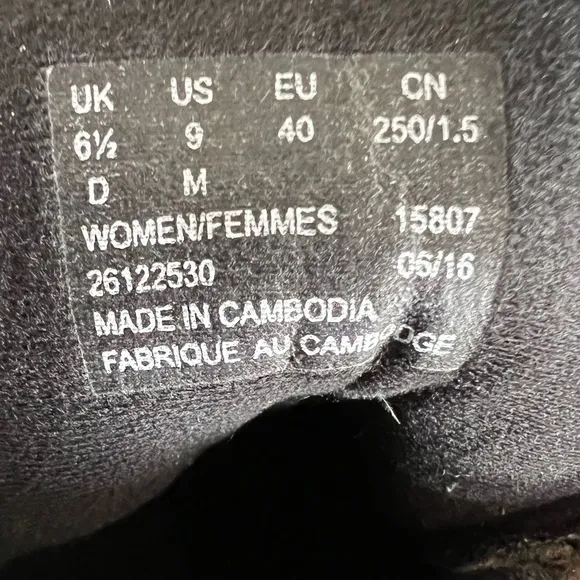 UK US EU CN
6½ 9 40 250/1.5
D M
WOMEN/FEMMES 15807
26122530 06/16
MADE IN CAMBODIA
FABRIQUE AU CAMBODGE